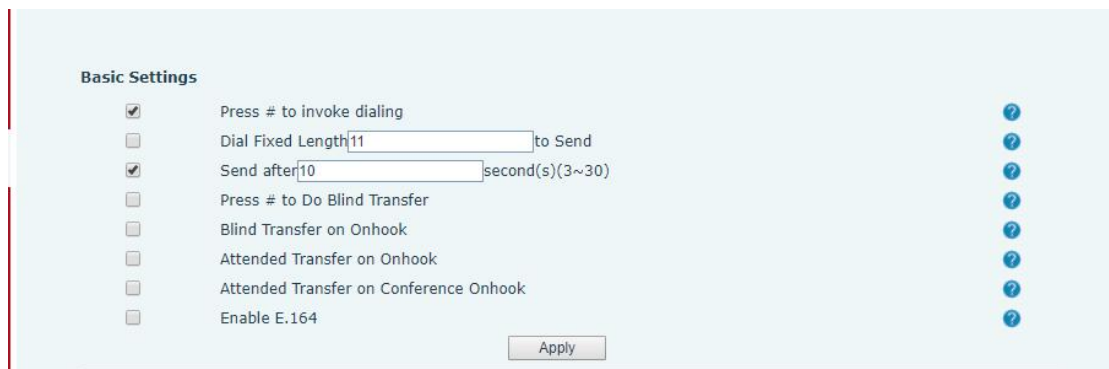 Basic Settings
Press # to invoke dialing
Dial Fixed Length 11 to Send
Send after 10 second(s)(3~30)
Press # to Do Blind Transfer
Blind Transfer on Onhook
Attended Transfer on Onhook
Attended Transfer on Conference Onhook
Enable E.164
Apply